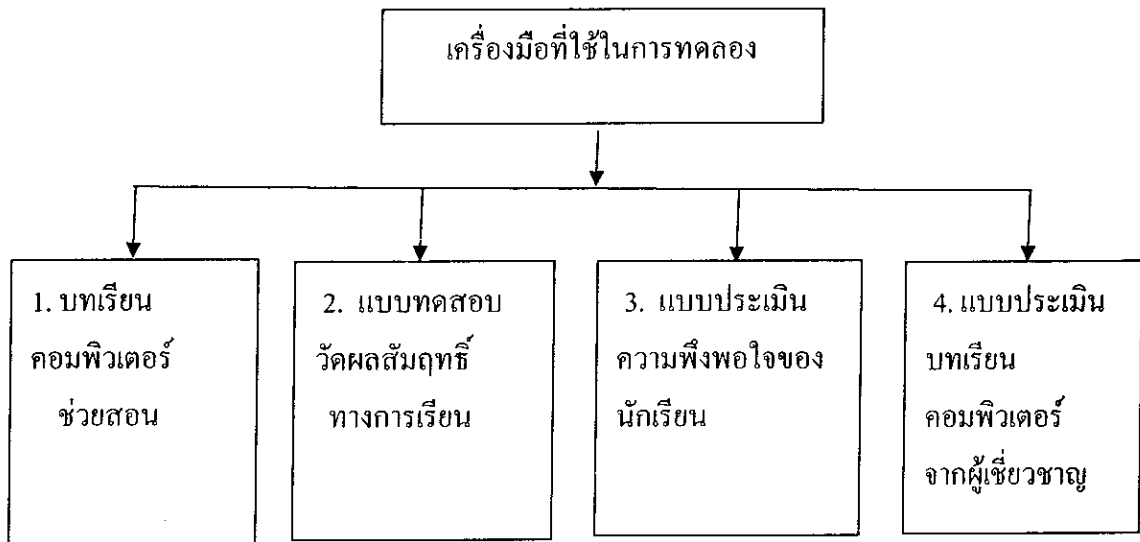 เครื่องมือที่ใช้ในการทดลอง
1. บทเรียน
คอมพิวเตอร์
ช่วยสอน
2. แบบทดสอบ
วัดผลสัมฤทธิ์
ทางการเรียน
3. แบบประเมิน
ความพึงพอใจของ
นักเรียน
4. แบบประเมิน
บทเรียน
คอมพิวเตอร์
จากผู้เชี่ยวชาญ